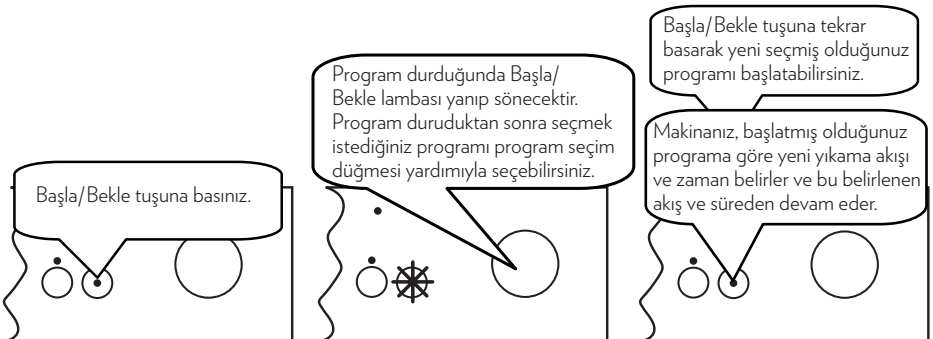 Başla/Bekle tuşuna basınız.
Program durduğunda Başla/
Bekle lambası yanıp sönecektir.
Program duruduktan sonra seçmek
istediğiniz programı program seçim
düğmesi yardımıyla seçebilirsiniz.
Başla/Bekle tuşuna tekrar
basarak yeni seçmiş olduğunuz
programı başlatabilirsiniz.
Makinanız, başlatmış olduğunuz
programa göre yeni yıkama akışı
ve zaman belirler ve bu belirlenen
akış ve süreden devam eder.